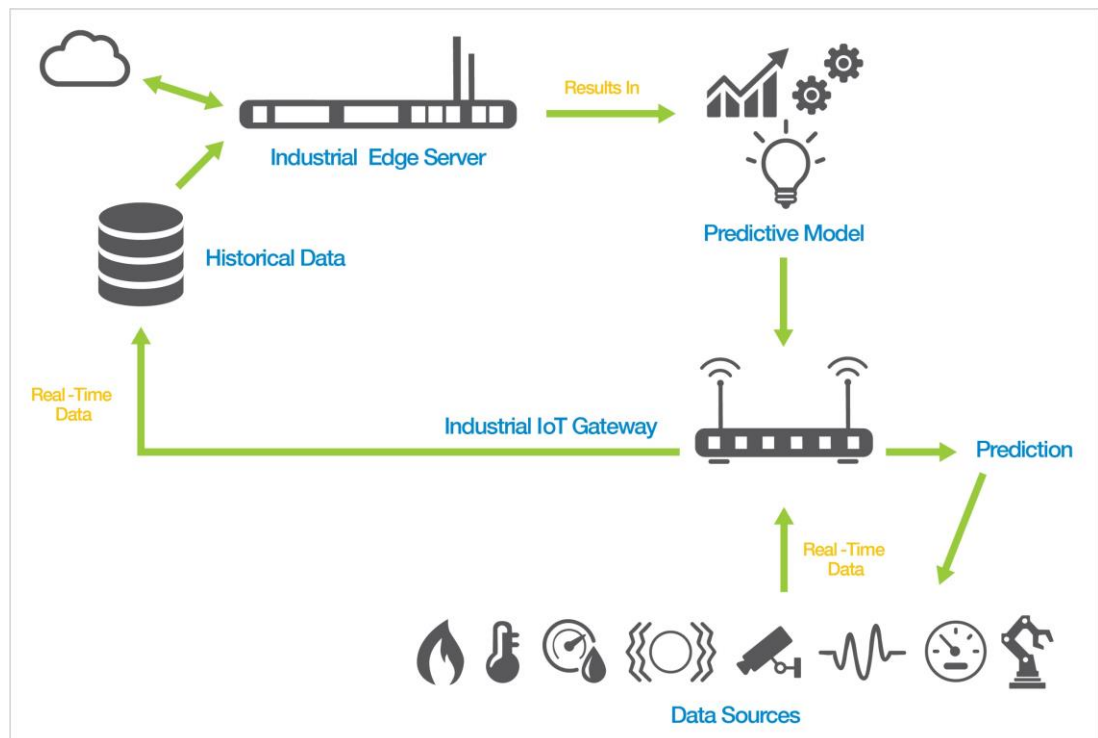 Results In
Industrial Edge Server
Predictive Model
Historical Data
Real-Time
Data
Industrial IoT Gateway
Prediction
Real-Time
Data
Data Sources